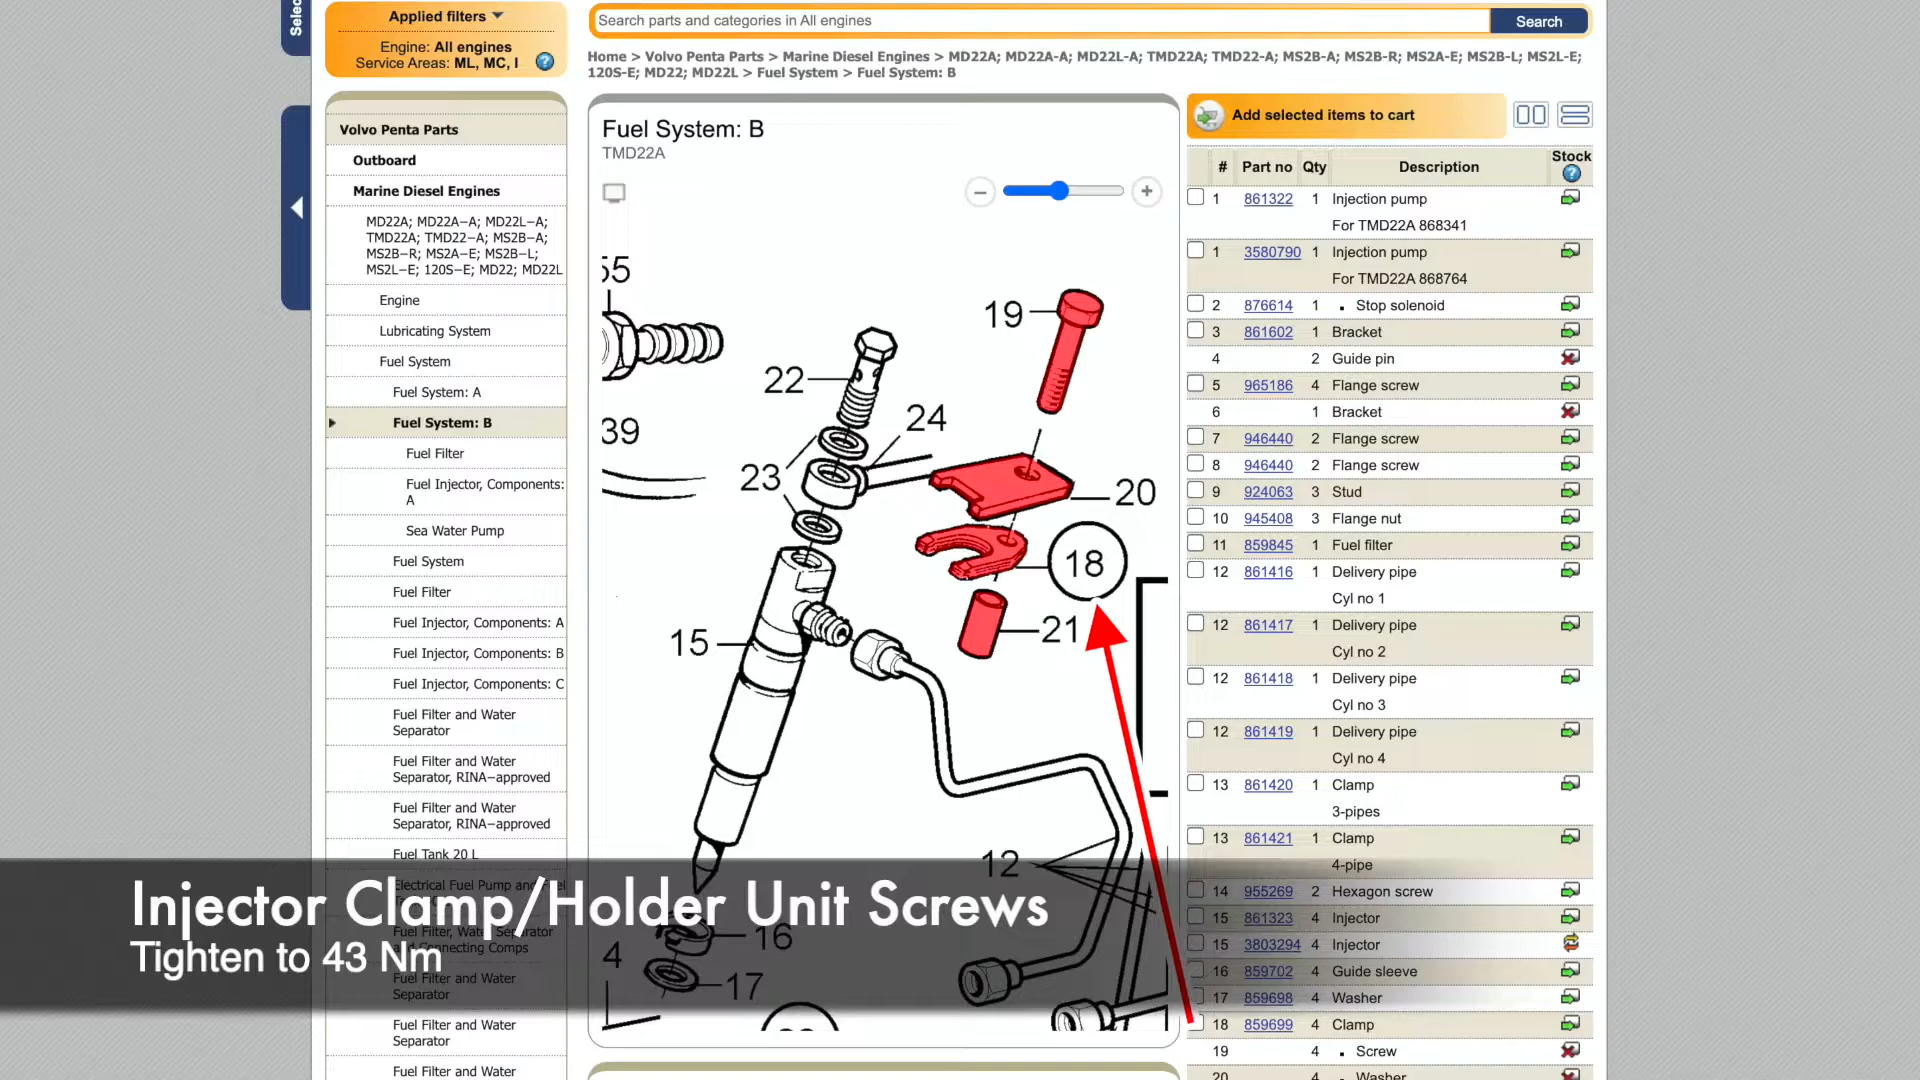 Selec
Applied filters
Engine: All engines
Service Areas: ML, MC, I
?
Search parts and categories in All engines
Search
Home > Volvo Penta Parts > Marine Diesel Engines > MD22A; MD22A-A; MD22L-A; TMD22A; TMD22-A; MS2B-A; MS2B-R; MS2A-E; MS2B-L; MS2L-E;
120S-E; MD22; MD22L > Fuel System > Fuel System: B
Volvo Penta Parts
Outboard
Marine Diesel Engines
MD22A; MD22A-A; MD22L-A;
TMD22A; TMD22-A; MS2B-A;
MS2B-R; MS2A-E; MS2B-L;
MS2L-E; 120S-E; MD22; MD22L
Engine
Lubricating System
Fuel System
Fuel System: A
Fuel System: B
Fuel Filter
Fuel Injector, Components:
A
Sea Water Pump
Fuel System
Fuel Filter
Fuel Injector, Components: A
Fuel Injector, Components: B
Fuel Injector, Components: C
Fuel Filter and Water
Separator
Fuel Filter and Water
Separator, RINA-approved
Fuel Filter and Water
Separator, RINA-approved
Fuel Tank 20 L
Electrical Fuel Pump and Fuel
Fuel Filter, Water Separator
and Connecting Comps
Fuel Filter and Water
Separator
Fuel Filter and Water
Separator
Fuel Filter and Water
Fuel System: B
TMD22A
55
19
22
24
39
23
20
18
21
15
12
16
4
17
Injector Clamp/Holder Unit Screws
Tighten to 43 Nm
Add selected items to cart
# Part no Qty Description Stock
?
1 861322 1 Injection pump
For TMD22A 868341
1 3580790 1 Injection pump
For TMD22A 868764
2 876614 1 Stop solenoid
3 861602 1 Bracket
4 2 Guide pin
5 965186 4 Flange screw
6 1 Bracket
7 946440 2 Flange screw
8 946440 2 Flange screw
9 924063 3 Stud
10 945408 3 Flange nut
11 859845 1 Fuel filter
12 861416 1 Delivery pipe
Cyl no 1
12 861417 1 Delivery pipe
Cyl no 2
12 861418 1 Delivery pipe
Cyl no 3
12 861419 1 Delivery pipe
Cyl no 4
13 861420 1 Clamp
3-pipes
13 861421 1 Clamp
4-pipe
14 955269 2 Hexagon screw
15 861323 4 Injector
15 3803294 4 Injector
16 859702 4 Guide sleeve
17 859698 4 Washer
18 859699 4 Clamp
19 4 Screw
20 4 Washer